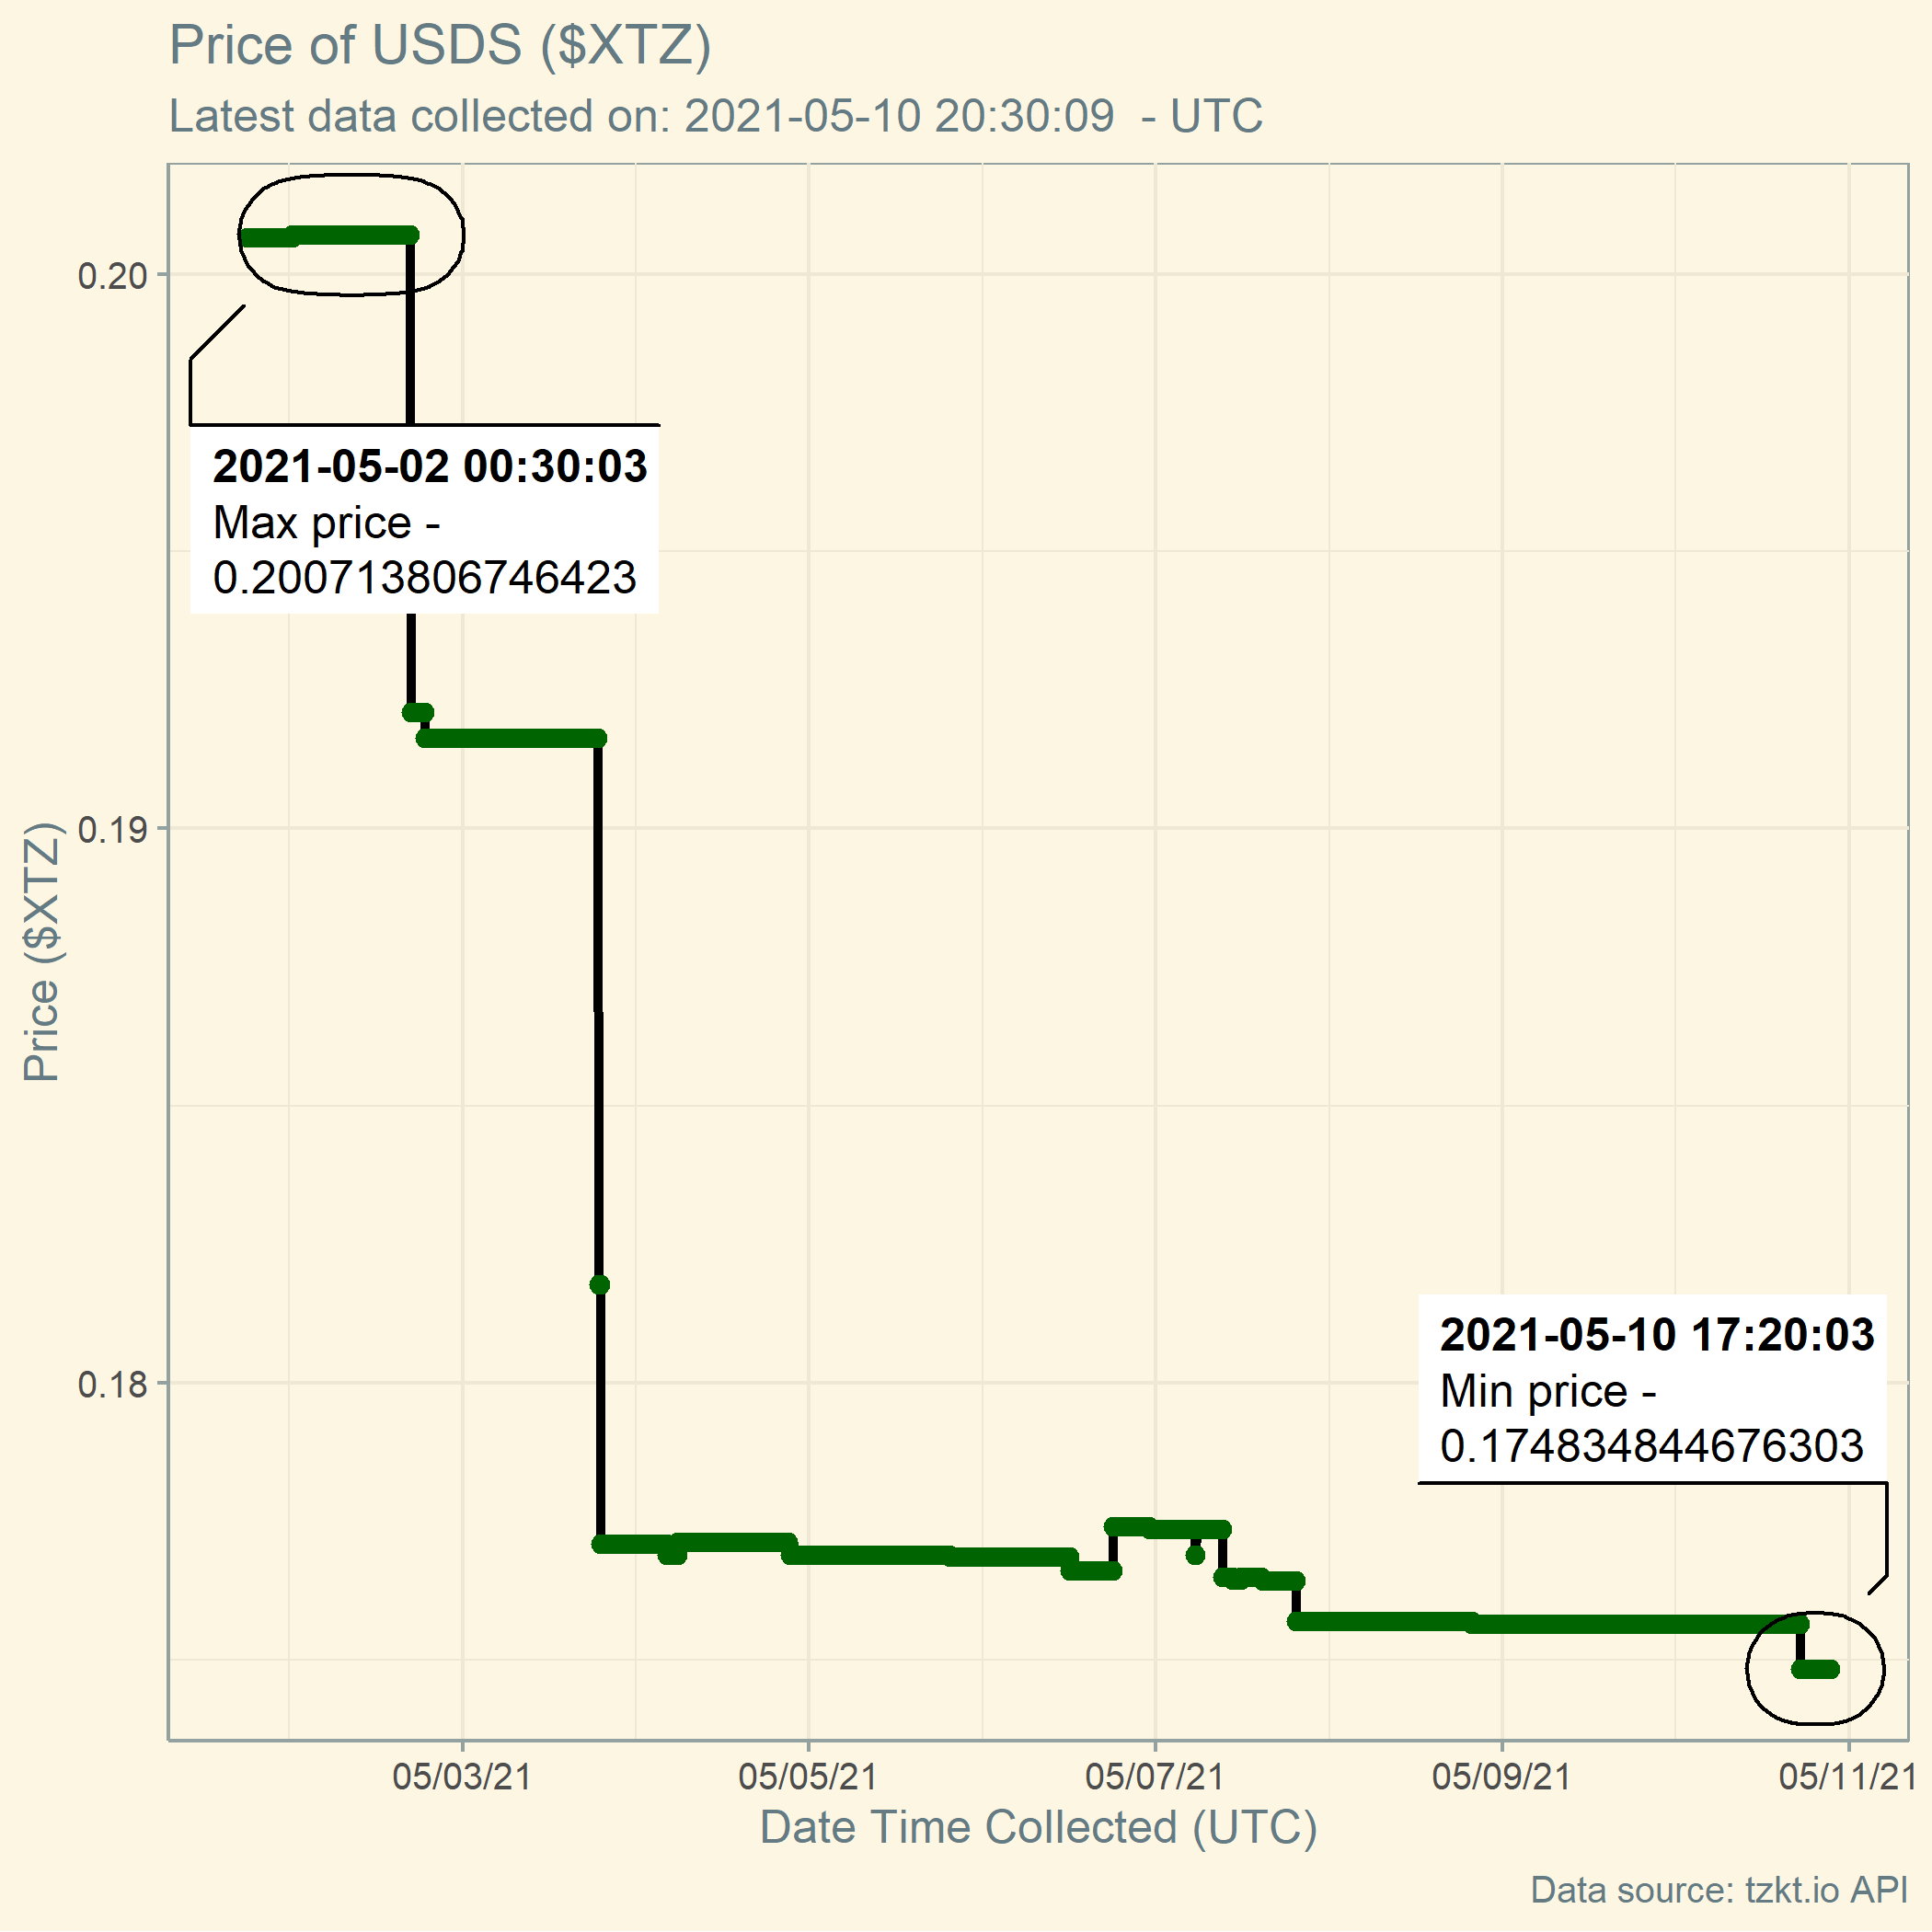 Price of USDS ($XTZ)
Latest data collected on: 2021-05-10 20:30:09  - UTC
0.20
2021-05-02 00:30:03
Max price -
0.200713806746423
0.19
Price ($XTZ)
2021-05-10 17:20:03
Min price -
0.174834844676303
0.18
05/03/21
05/05/21
05/07/21
05/09/21
05/11/21
Date Time Collected (UTC)
Data source: tzkt.io API